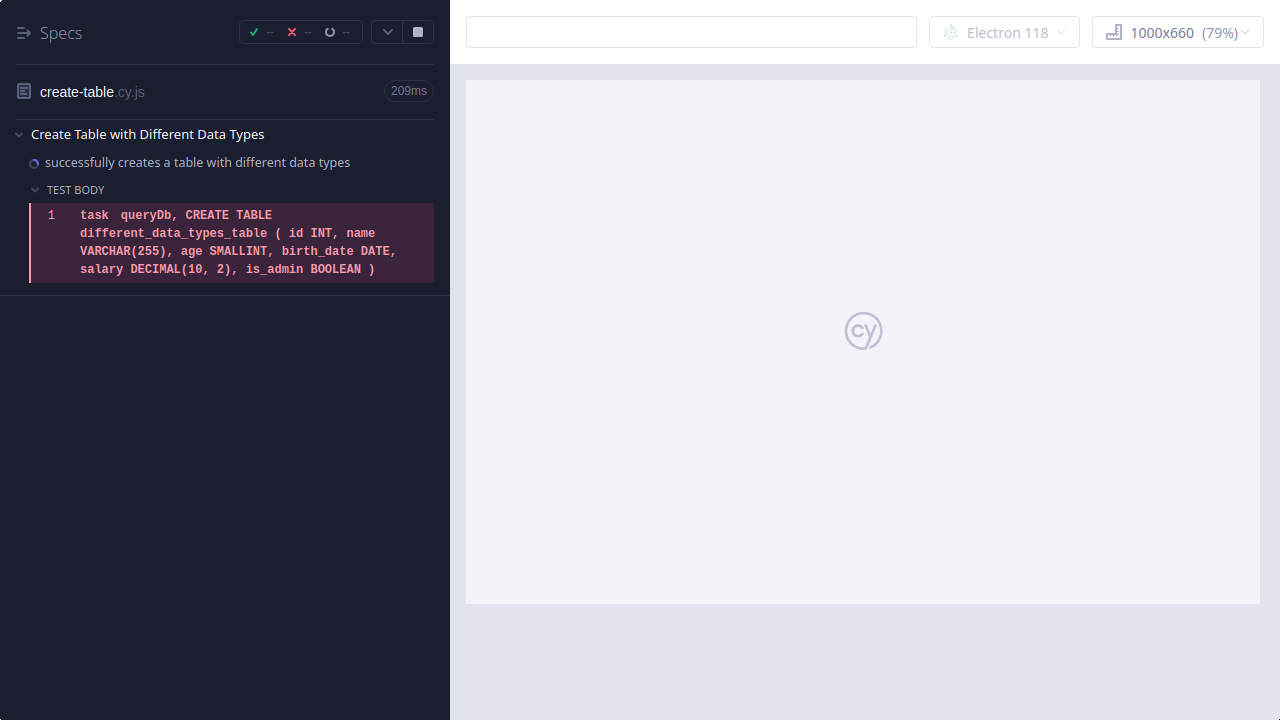 Specs
--
--
--
Electron 118
1000x660 (79%)
create-table.cy.js
209ms
Create Table with Different Data Types
successfully creates a table with different data types
TEST BODY
1 task queryDb, CREATE TABLE
different_data_types_table ( id INT, name
VARCHAR(255), age SMALLINT, birth_date DATE,
salary DECIMAL(10, 2), is_admin BOOLEAN )
cy